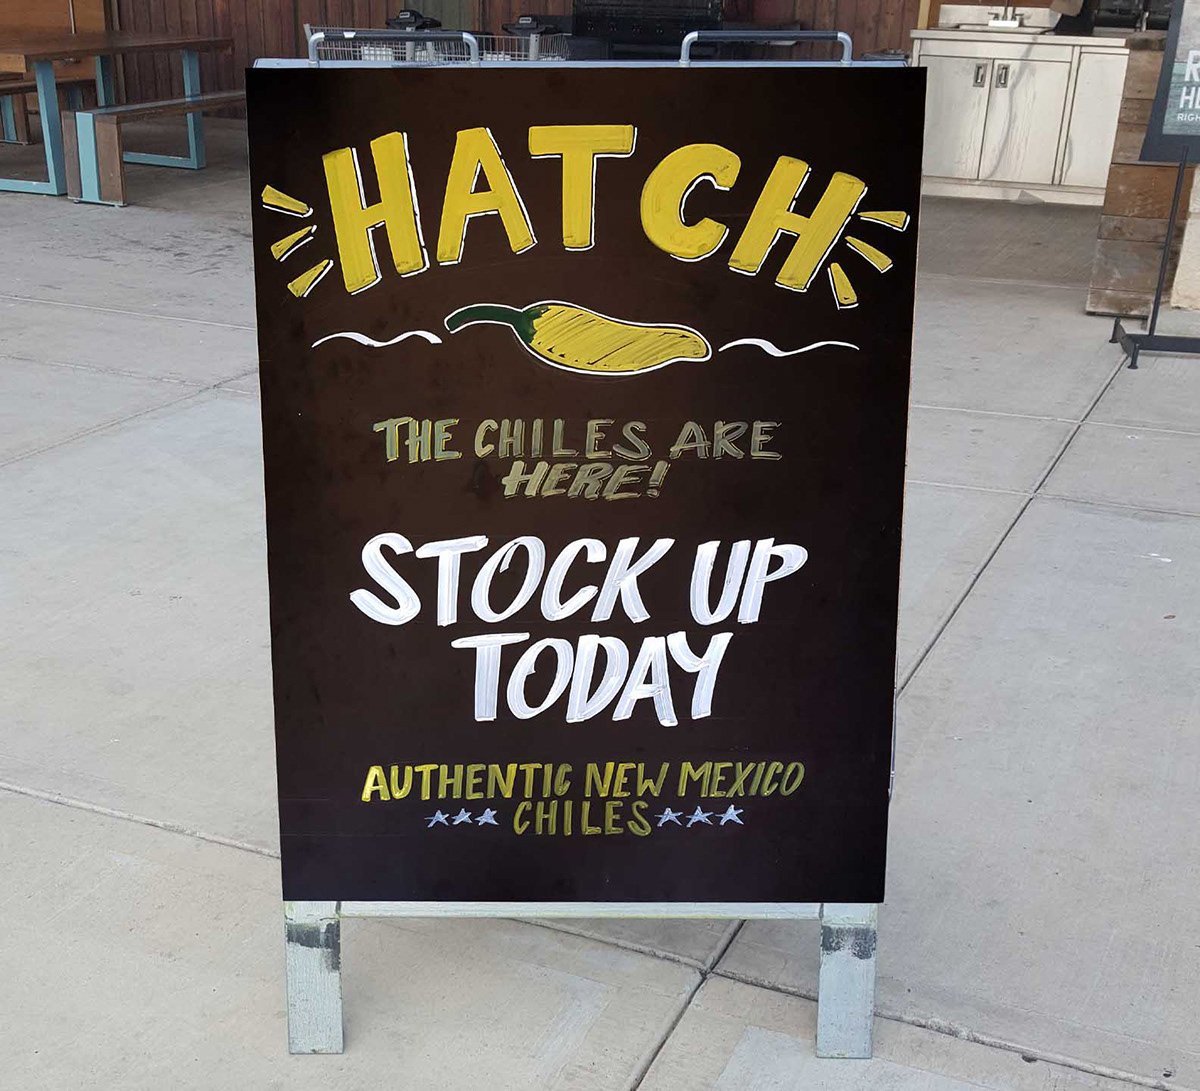 HATCH
THE CHILES ARE
HERE!
STOCK UP
TODAY
AUTHENTIC NEW MEXICO
CHILES